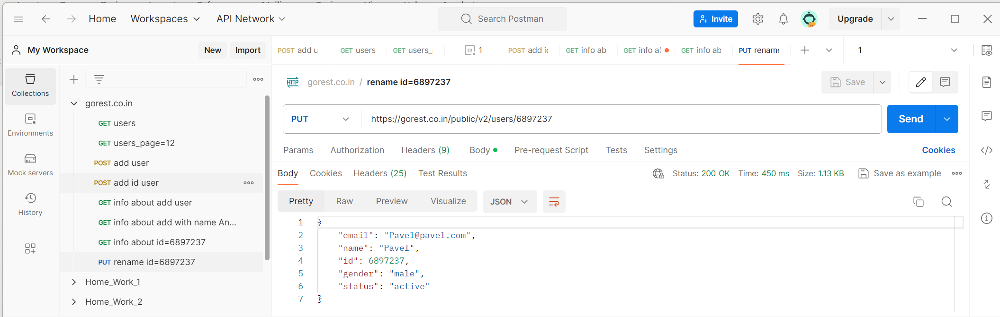 Home Workspaces API Network Search Postman Invite Upgrade
My Workspace New Import
POST add u GET users GET users_ 1 POST add ic GET info ab GET info al GET info ab PUT rename 1
Collections
Environments
Mock servers
History
gorest.co.in
GET users
GET users_page=12
POST add user
POST add id user
GET info about add user
GET info about add with name An...
GET info about id=6897237
PUT rename id=6897237
Home_Work_1
Home_Work_2
HTTP gorest.co.in / rename id=6897237 Save
PUT https://gorest.co.in/public/v2/users/6897237 Send
Params Authorization Headers (9) Body Pre-request Script Tests Settings Cookies
Body Cookies Headers (25) Test Results Status: 200 OK Time: 450 ms Size: 1.13 KB Save as example
Pretty Raw Preview Visualize JSON
1 {
2 "email": "Pavel@pavel.com",
3 "name": "Pavel",
4 "id": 6897237,
5 "gender": "male",
6 "status": "active"
7 }